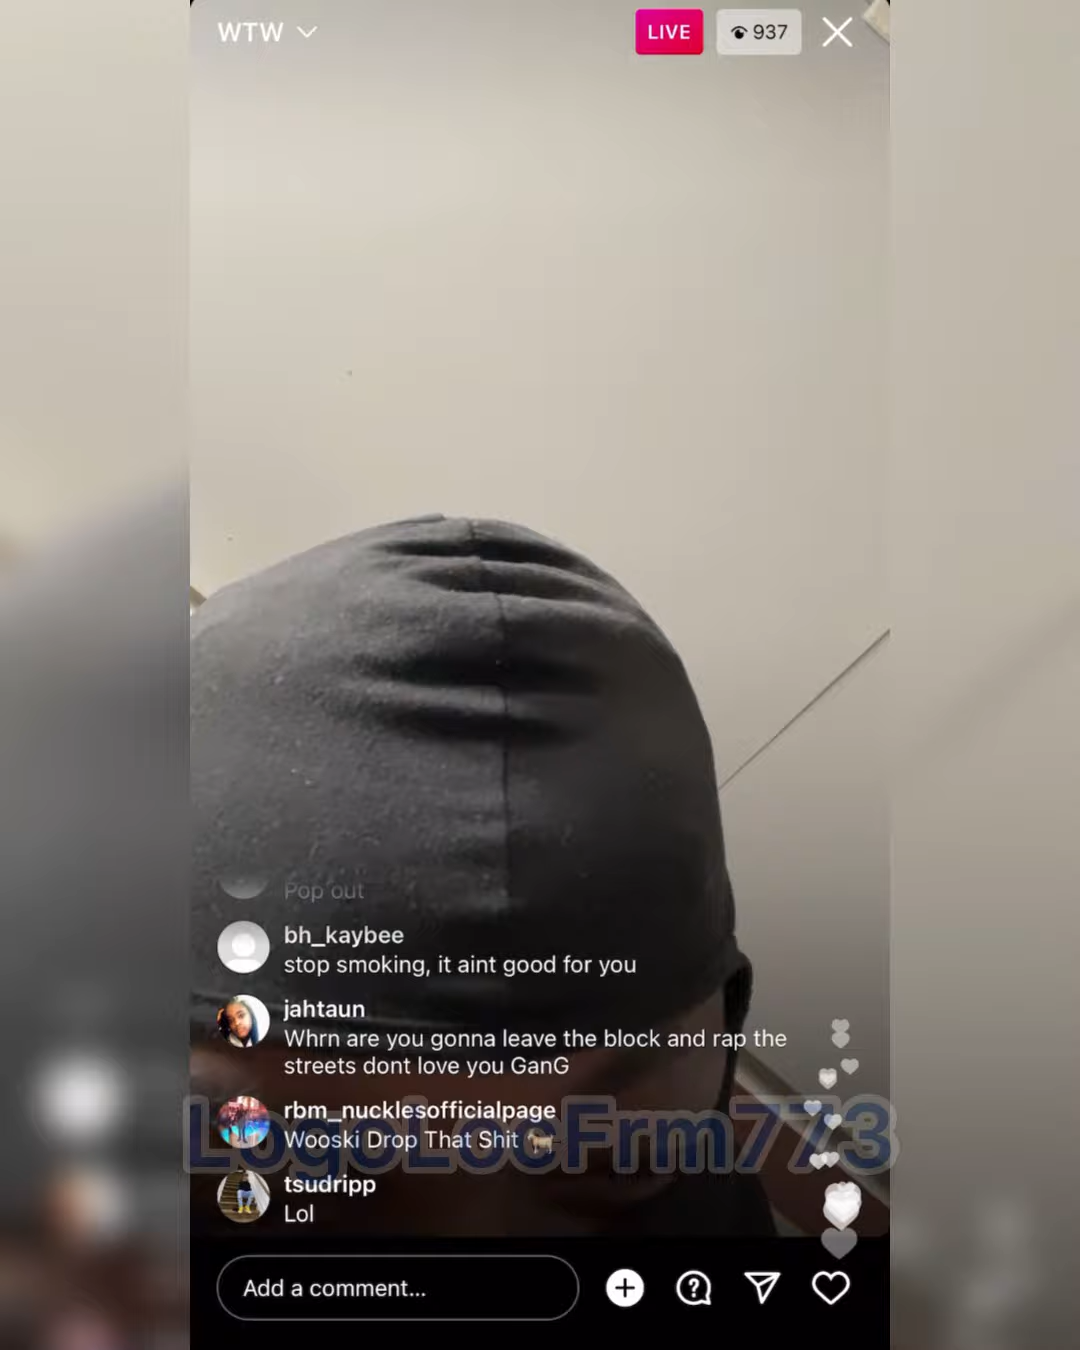 WTW
LIVE
937
Pop out
bh_kaybee
stop smoking, it aint good for you
jahtaun
Whrn are you gonna leave the block and rap the
streets dont love you GanG
rbm_nucklesofficialpage
Wooski Drop That Shit 🐐
LogoLocFrm773
tsudripp
Lol
Add a comment...